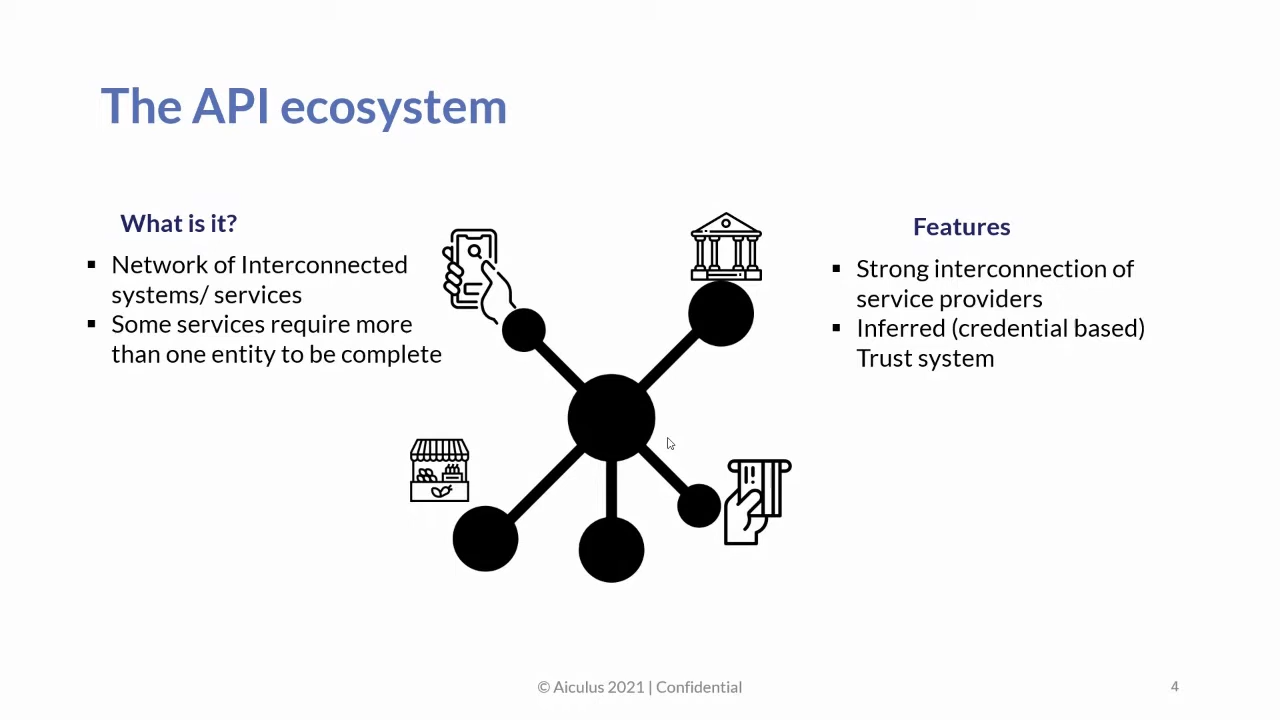 The API ecosystem
What is it?
▪ Network of Interconnected
systems/ services
▪ Some services require more
than one entity to be complete
Features
▪ Strong interconnection of
service providers
▪ Inferred (credential based)
Trust system
© Aiculus 2021 | Confidential
4